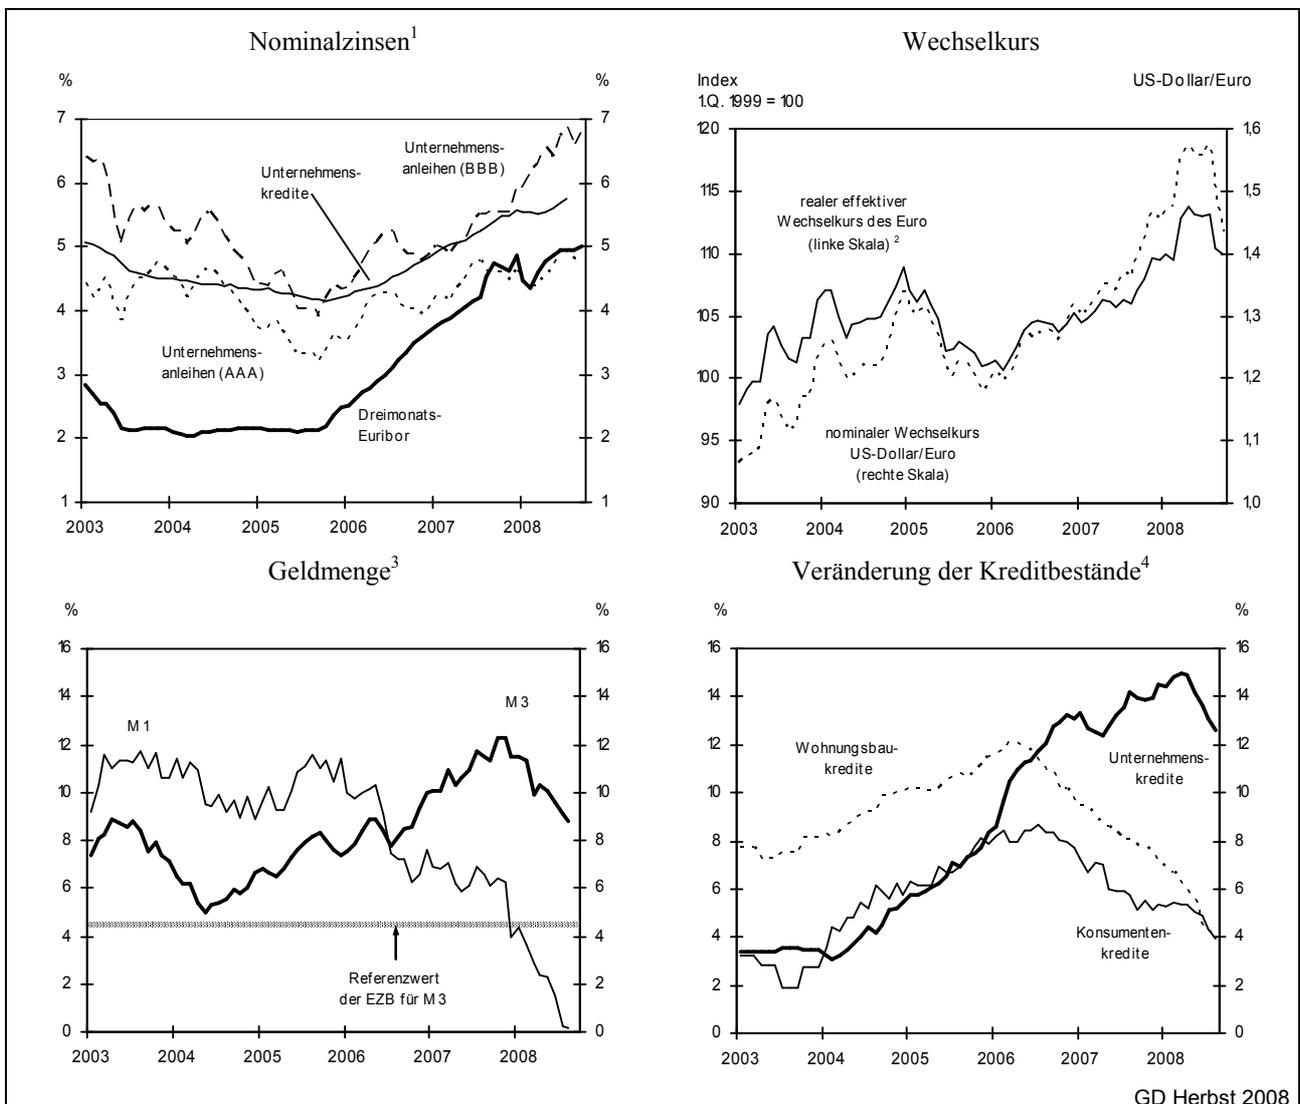 Nominalzinsen1
%
%
7
6
5
4
3
2
1
7
6
5
4
3
2
1
Unternehmens-
anleihen (BBB)
Unternehmens-
kredite
Unternehmens-
anleihen (AAA)
Dreimonats-
Euribor
2003 2004 2005 2006 2007 2008
Wechselkurs
Index
1.Q. 1999 = 100
US-Dollar/Euro
120
115
110
105
100
95
90
1,6
1,5
1,4
1,3
1,2
1,1
1,0
realer effektiver
Wechselkurs des Euro
(linke Skala) 2
nominaler Wechselkurs
US-Dollar/Euro
(rechte Skala)
2003 2004 2005 2006 2007 2008
Geldmenge3
%
%
16
14
12
10
8
6
4
2
0
16
14
12
10
8
6
4
2
0
M 3
M 1
Referenzwert
der EZB für M 3
2003 2004 2005 2006 2007 2008
Veränderung der Kreditbestände4
%
%
16
14
12
10
8
6
4
2
0
16
14
12
10
8
6
4
2
0
Wohnungsbau-
kredite
Unternehmens-
kredite
Konsumenten-
kredite
2003 2004 2005 2006 2007 2008
GD Herbst 2008